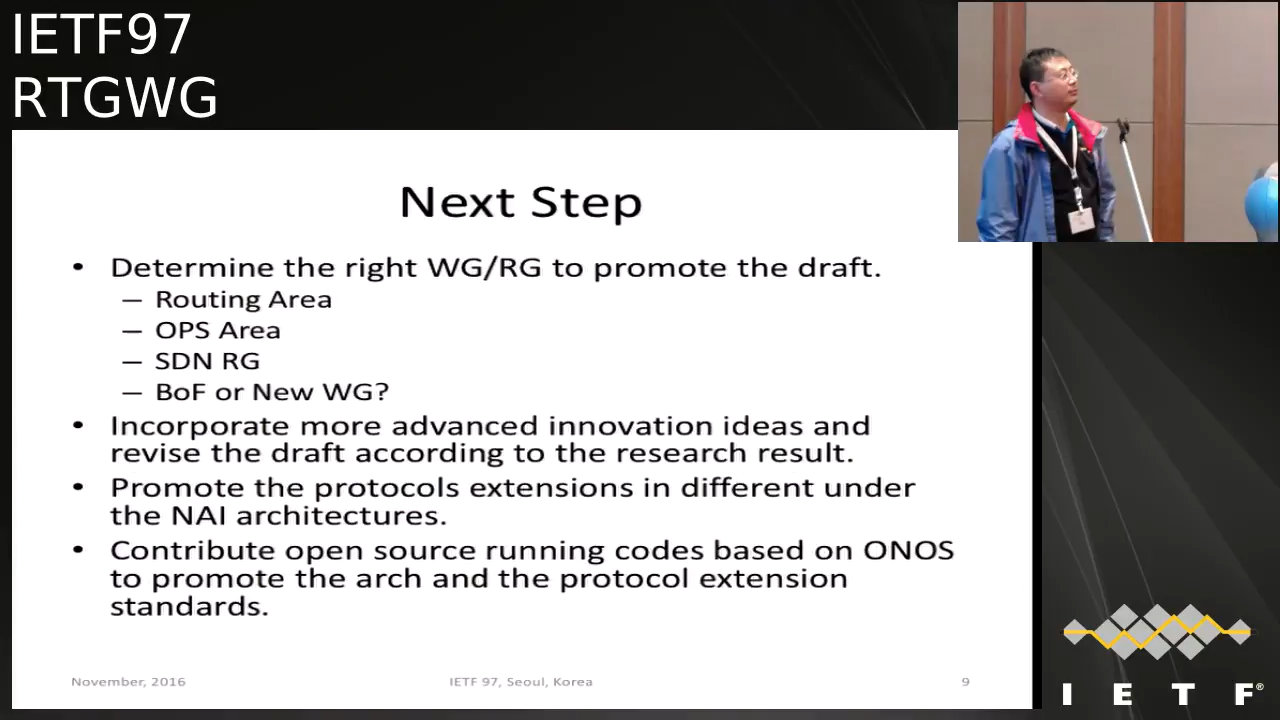 IETF97
RTGWG
Next Step
• Determine the right WG/RG to promote the draft.
– Routing Area
– OPS Area
– SDN RG
– BoF or New WG?
• Incorporate more advanced innovation ideas and
revise the draft according to the research result.
• Promote the protocols extensions in different under
the NAI architectures.
• Contribute open source running codes based on ONOS
to promote the arch and the protocol extension
standards.
November, 2016
IETF 97, Seoul, Korea
9
I E T F®